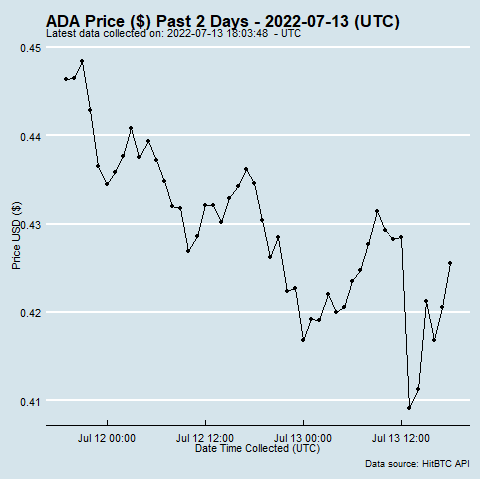 ADA Price ($) Past 2 Days - 2022-07-13 (UTC)
Latest data collected on: 2022-07-13 18:03:48 - UTC
0.45
0.44
0.43
0.42
0.41
Price USD ($)
Jul 12 00:00 Jul 12 12:00 Jul 13 00:00 Jul 13 12:00
Date Time Collected (UTC)
Data source: HitBTC API